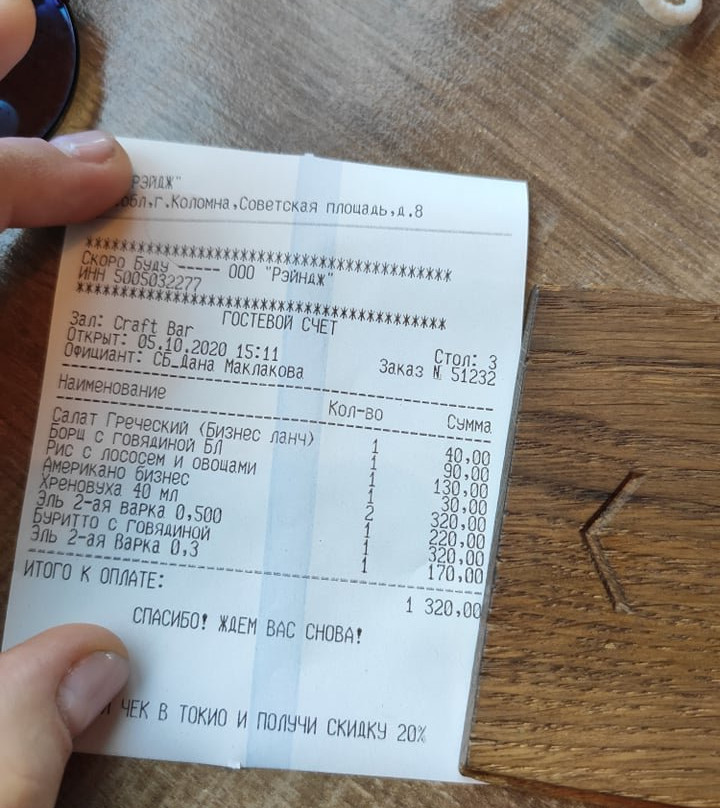 РЭЙДЖ"
обл,г.Коломна,Советская площадь,д.8
****************************************
Скоро буду ----- ООО "Рэйндж"
ИНН 5005032277
****************************************
ГОСТЕВОЙ СЧЕТ
Зал: Craft Bar Стол: 3
Открыт: 05.10.2020 15:11 Заказ № 51232
Официант: СБ_Дана Маклакова
Наименование Кол-во Сумма
Салат Греческий (Бизнес ланч) 1 40,00
Борщ с говядиной БЛ 1 90,00
Рис с лососем и овощами 1 130,00
Американо бизнес 1 30,00
Хреновуха 40 мл 2 320,00
Эль 2-ая варка 0,500 1 220,00
Буритто с говядиной 1 320,00
Эль 2-ая Варка 0,3 1 170,00
ИТОГО К ОПЛАТЕ: 1 320,00
СПАСИБО! ЖДЕМ ВАС СНОВА!
ЧЕК В ТОКИО И ПОЛУЧИ СКИДКУ 20%